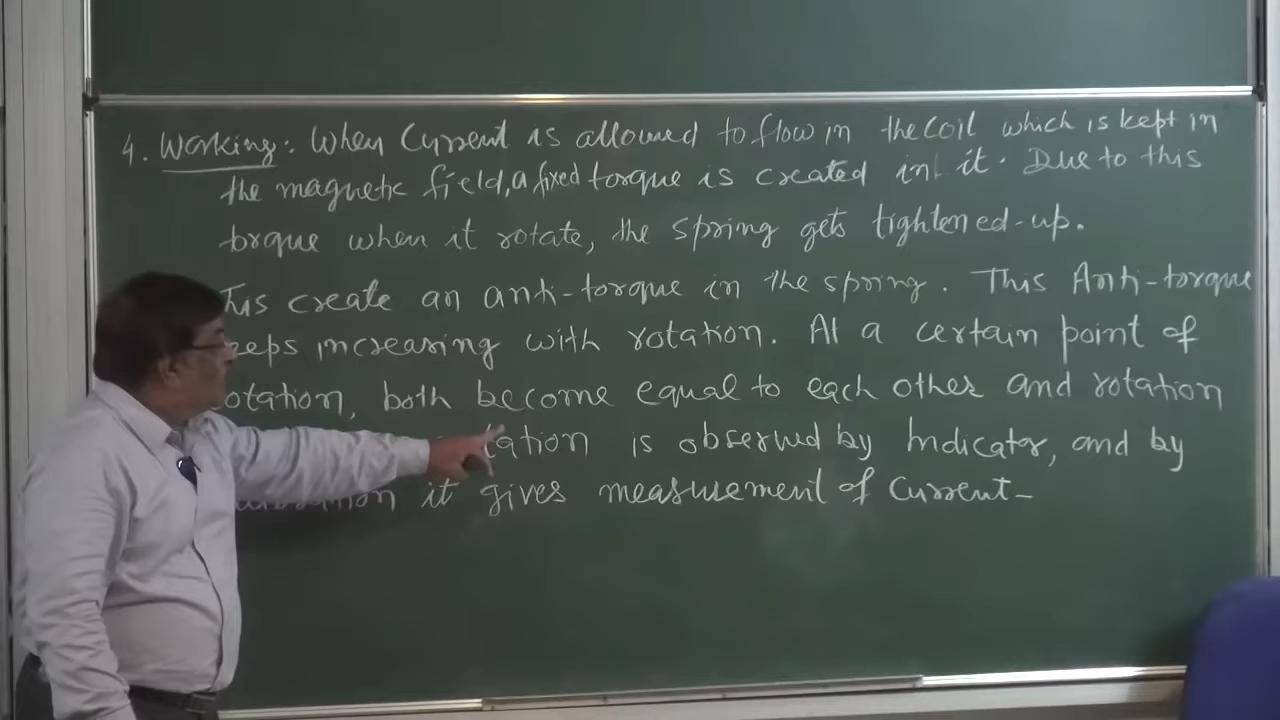 4. Working: When Current is allowed to flow in the Coil which is kept in
the magnetic field, a fixed torque is created in it. Due to this
torque when it rotate, the spring gets tightened-up.
This create an anti-torque in the spring. This Anti-torque
keeps increasing with rotation. At a certain point of
rotation, both become equal to each other and rotation
is observed by Indicator, and by
it gives measurement of Current-